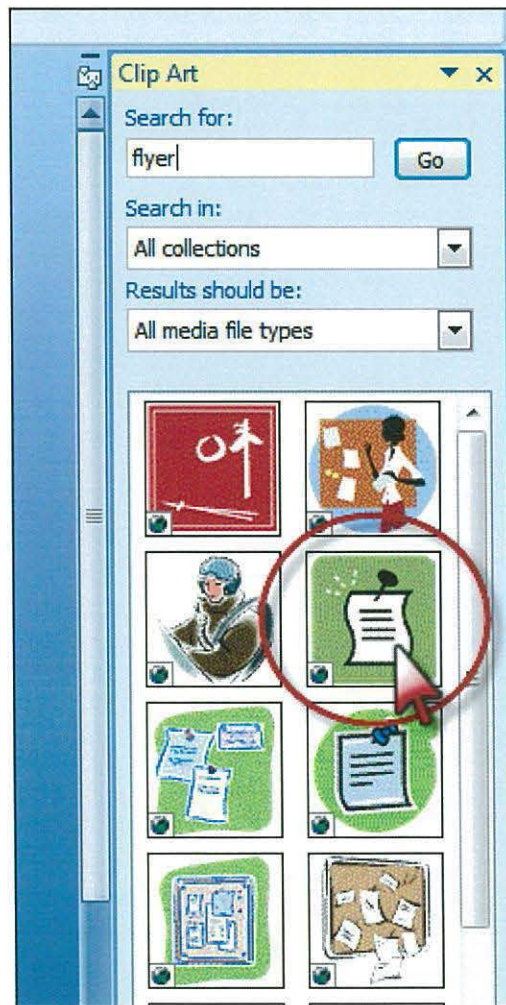 Clip Art
Search for:
flyer
Go
Search in:
All collections
Results should be:
All media file types